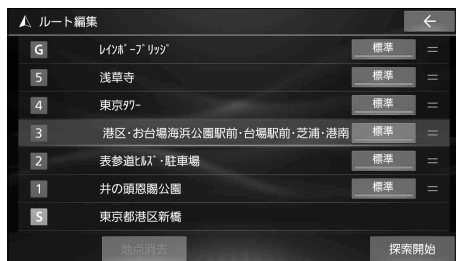 ルート編集
G ﾚｲﾝﾎﾞｰﾌﾞﾘｯｼﾞ 標準
5 浅草寺 標準
4 東京ﾀﾜｰ 標準
3 港区･お台場海浜公園駅前･台場駅前･芝浦･港南
2 表参道ﾋﾙｽﾞ･駐車場 標準
1 井の頭恩賜公園 標準
S 東京都港区新橋
地点消去 探索開始